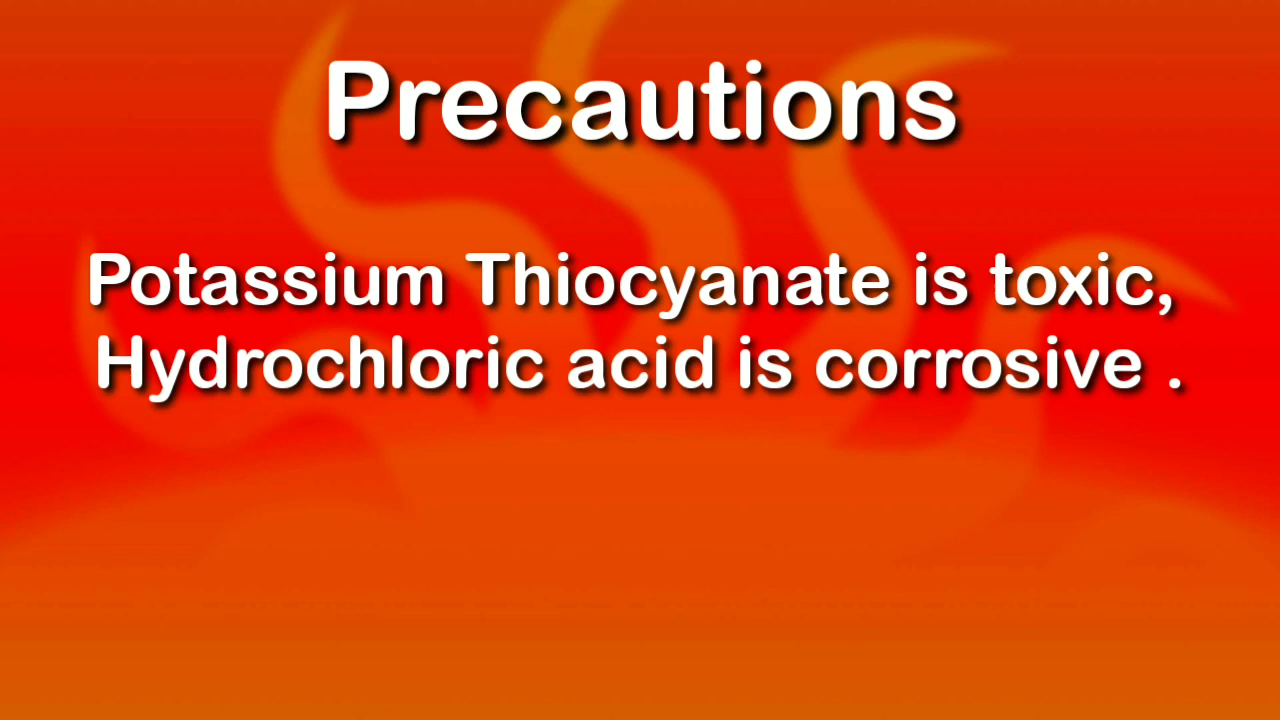 Precautions
Potassium Thiocyanate is toxic,
Hydrochloric acid is corrosive .